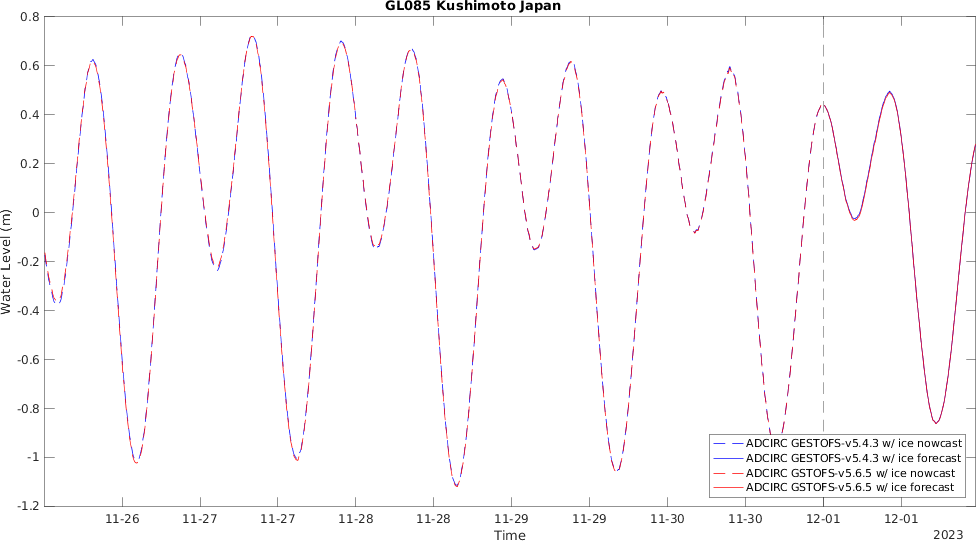 GL085 Kushimoto Japan
0.8
0.6
0.4
0.2
0
-0.2
-0.4
-0.6
-0.8
-1
-1.2
Water Level (m)
ADCIRC GESTOFS-v5.4.3 w/ ice nowcast
ADCIRC GESTOFS-v5.4.3 w/ ice forecast
ADCIRC GSTOFS-v5.6.5 w/ ice nowcast
ADCIRC GSTOFS-v5.6.5 w/ ice forecast
11-26 11-27 11-27 11-28 11-28 11-29 11-29 11-30 11-30 12-01 12-01
Time
2023